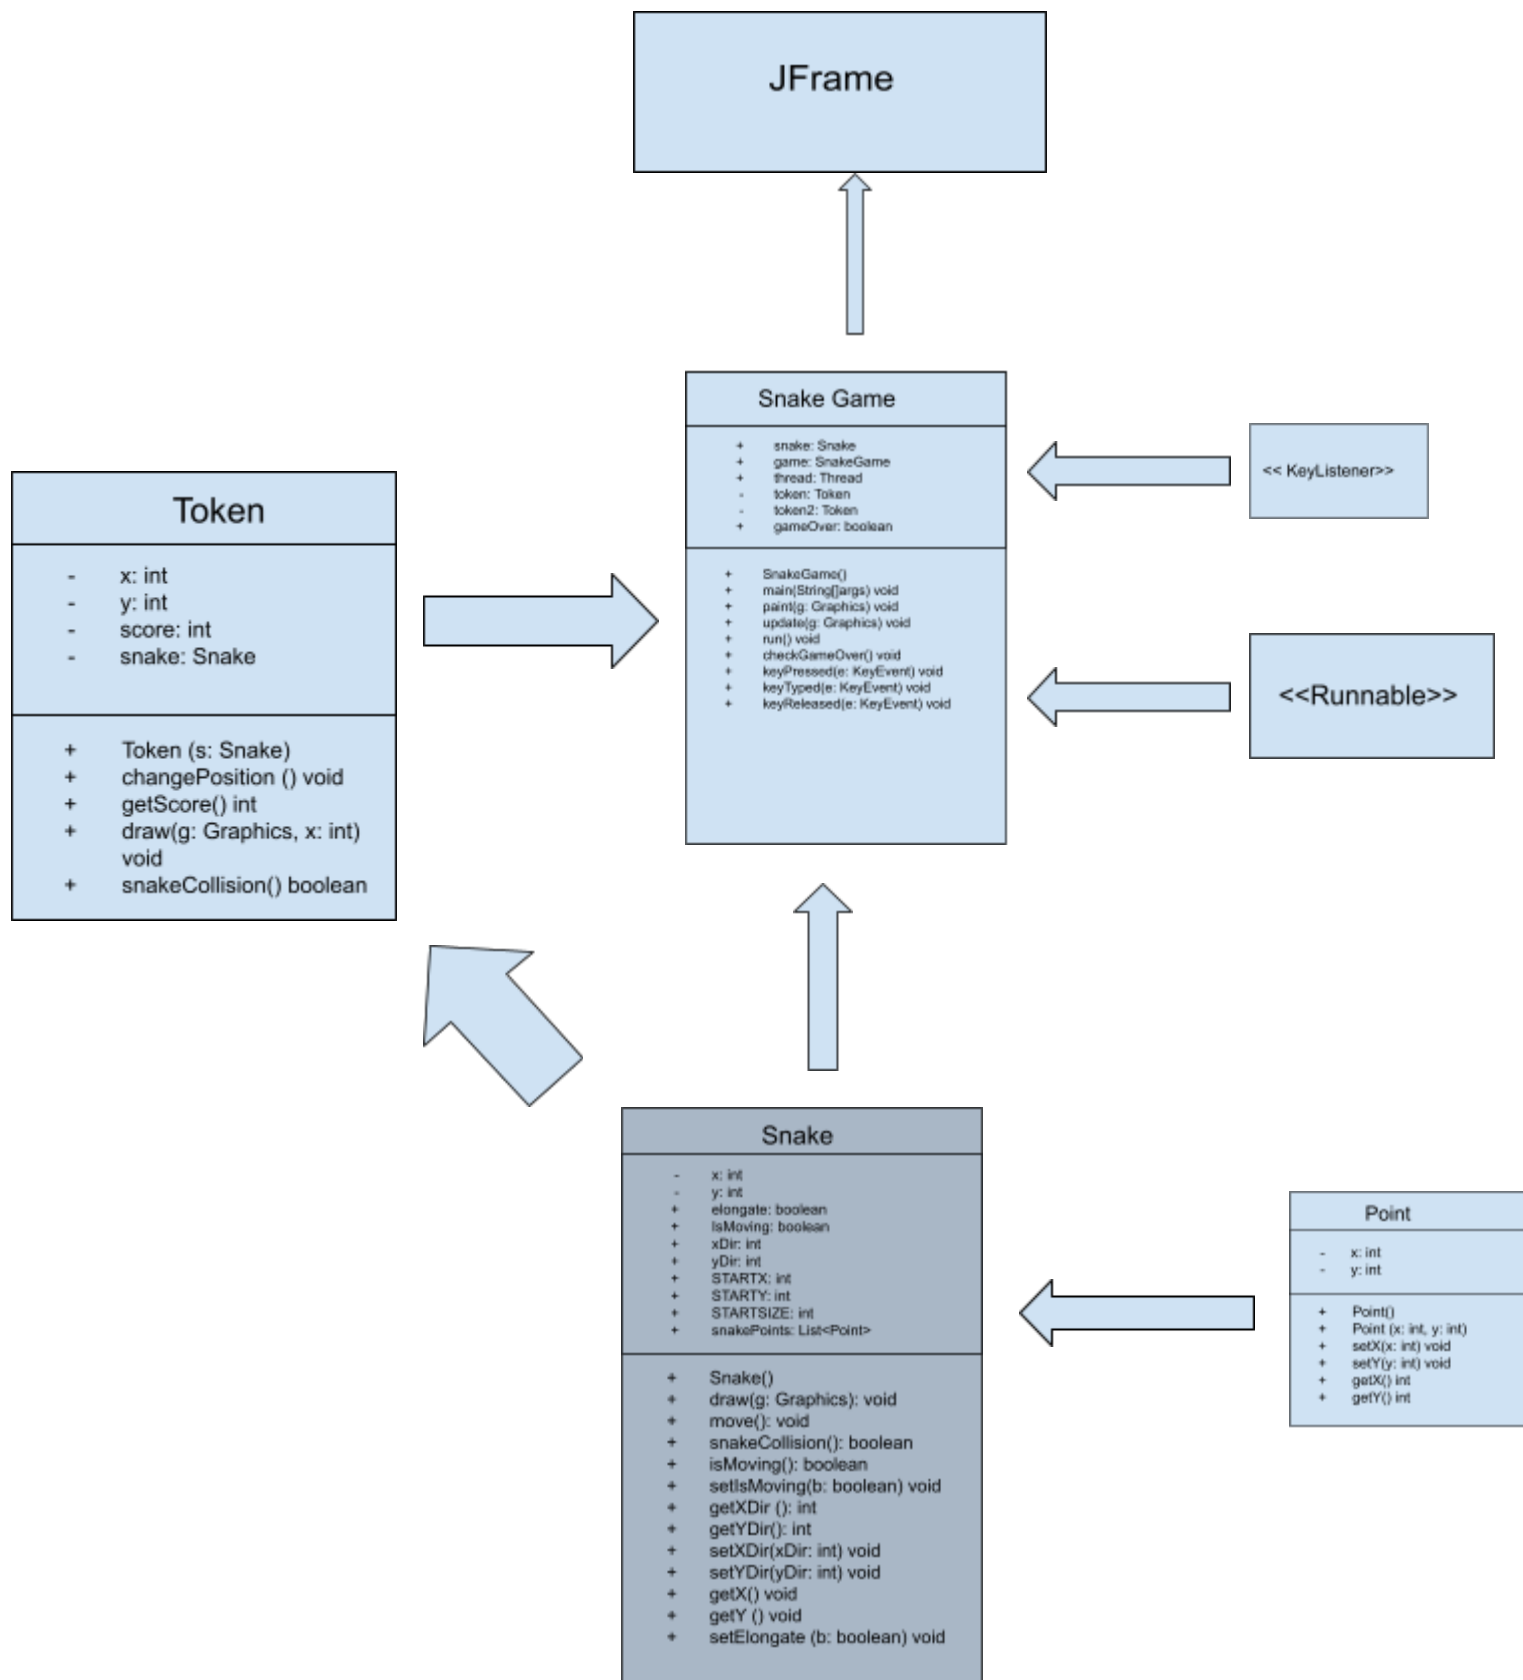 JFrame
Snake Game
+ snake: Snake
+ game: SnakeGame
+ thread: Thread
- token: Token
- token2: Token
+ gameOver: boolean
+ SnakeGame()
+ main(String[]args) void
+ paint(g: Graphics) void
+ update(g: Graphics) void
+ run() void
+ checkGameOver() void
+ keyPressed(e: KeyEvent) void
+ keyTyped(e: KeyEvent) void
+ keyReleased(e: KeyEvent) void
<< KeyListener>>
<<Runnable>>
Token
- x: int
- y: int
- score: int
- snake: Snake
+ Token (s: Snake)
+ changePosition () void
+ getScore() int
+ draw(g: Graphics, x: int)
void
+ snakeCollision() boolean
Snake
- x: int
- y: int
+ elongate: boolean
+ IsMoving: boolean
+ xDir: int
+ yDir: int
+ STARTX: int
+ STARTY: int
+ STARTSIZE: int
+ snakePoints: List<Point>
+ Snake()
+ draw(g: Graphics): void
+ move(): void
+ snakeCollision(): boolean
+ isMoving(): boolean
+ setIsMoving(b: boolean) void
+ getXDir (): int
+ getYDir(): int
+ setXDir(xDir: int) void
+ setYDir(yDir: int) void
+ getX() void
+ getY () void
+ setElongate (b: boolean) void
Point
- x: int
- y: int
+ Point()
+ Point (x: int, y: int)
+ setX(x: int) void
+ setY(y: int) void
+ getX() int
+ getY() int